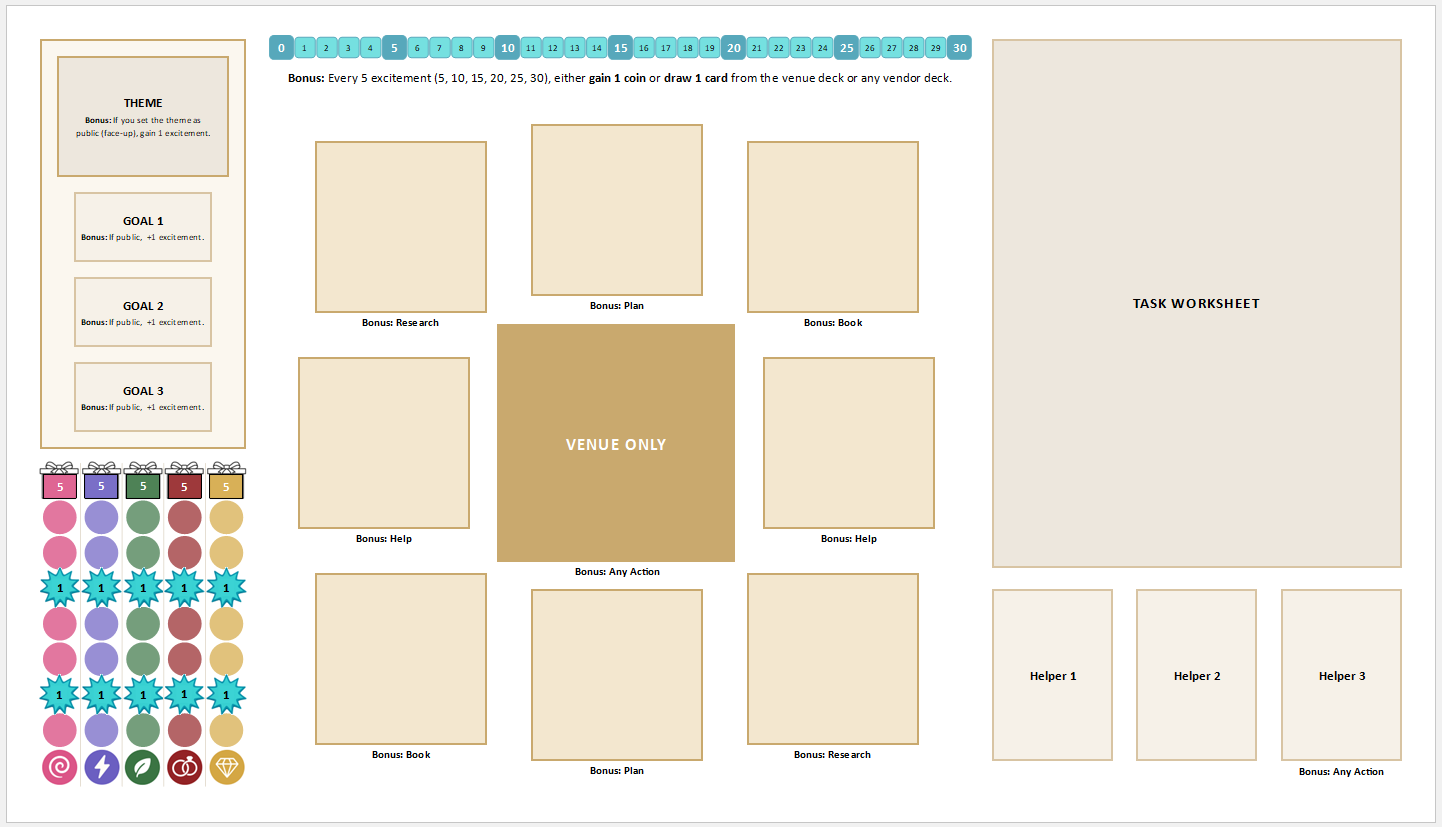 0 1 2 3 4 5 6 7 8 9 10 11 12 13 14 15 16 17 18 19 20 21 22 23 24 25 26 27 28 29 30
Bonus: Every 5 excitement (5, 10, 15, 20, 25, 30), either gain 1 coin or draw 1 card from the venue deck or any vendor deck.
THEME
Bonus: If you set the theme as
public (face-up), gain 1 excitement.
GOAL 1
Bonus: If public, +1 excitement.
GOAL 2
Bonus: If public, +1 excitement.
GOAL 3
Bonus: If public, +1 excitement.
5 5 5 5 5
1 1 1 1 1
1 1 1 1 1
Bonus: Research
Bonus: Plan
Bonus: Book
Bonus: Help
VENUE ONLY
Bonus: Any Action
Bonus: Help
Bonus: Book
Bonus: Plan
Bonus: Research
TASK WORKSHEET
Helper 1
Helper 2
Helper 3
Bonus: Any Action